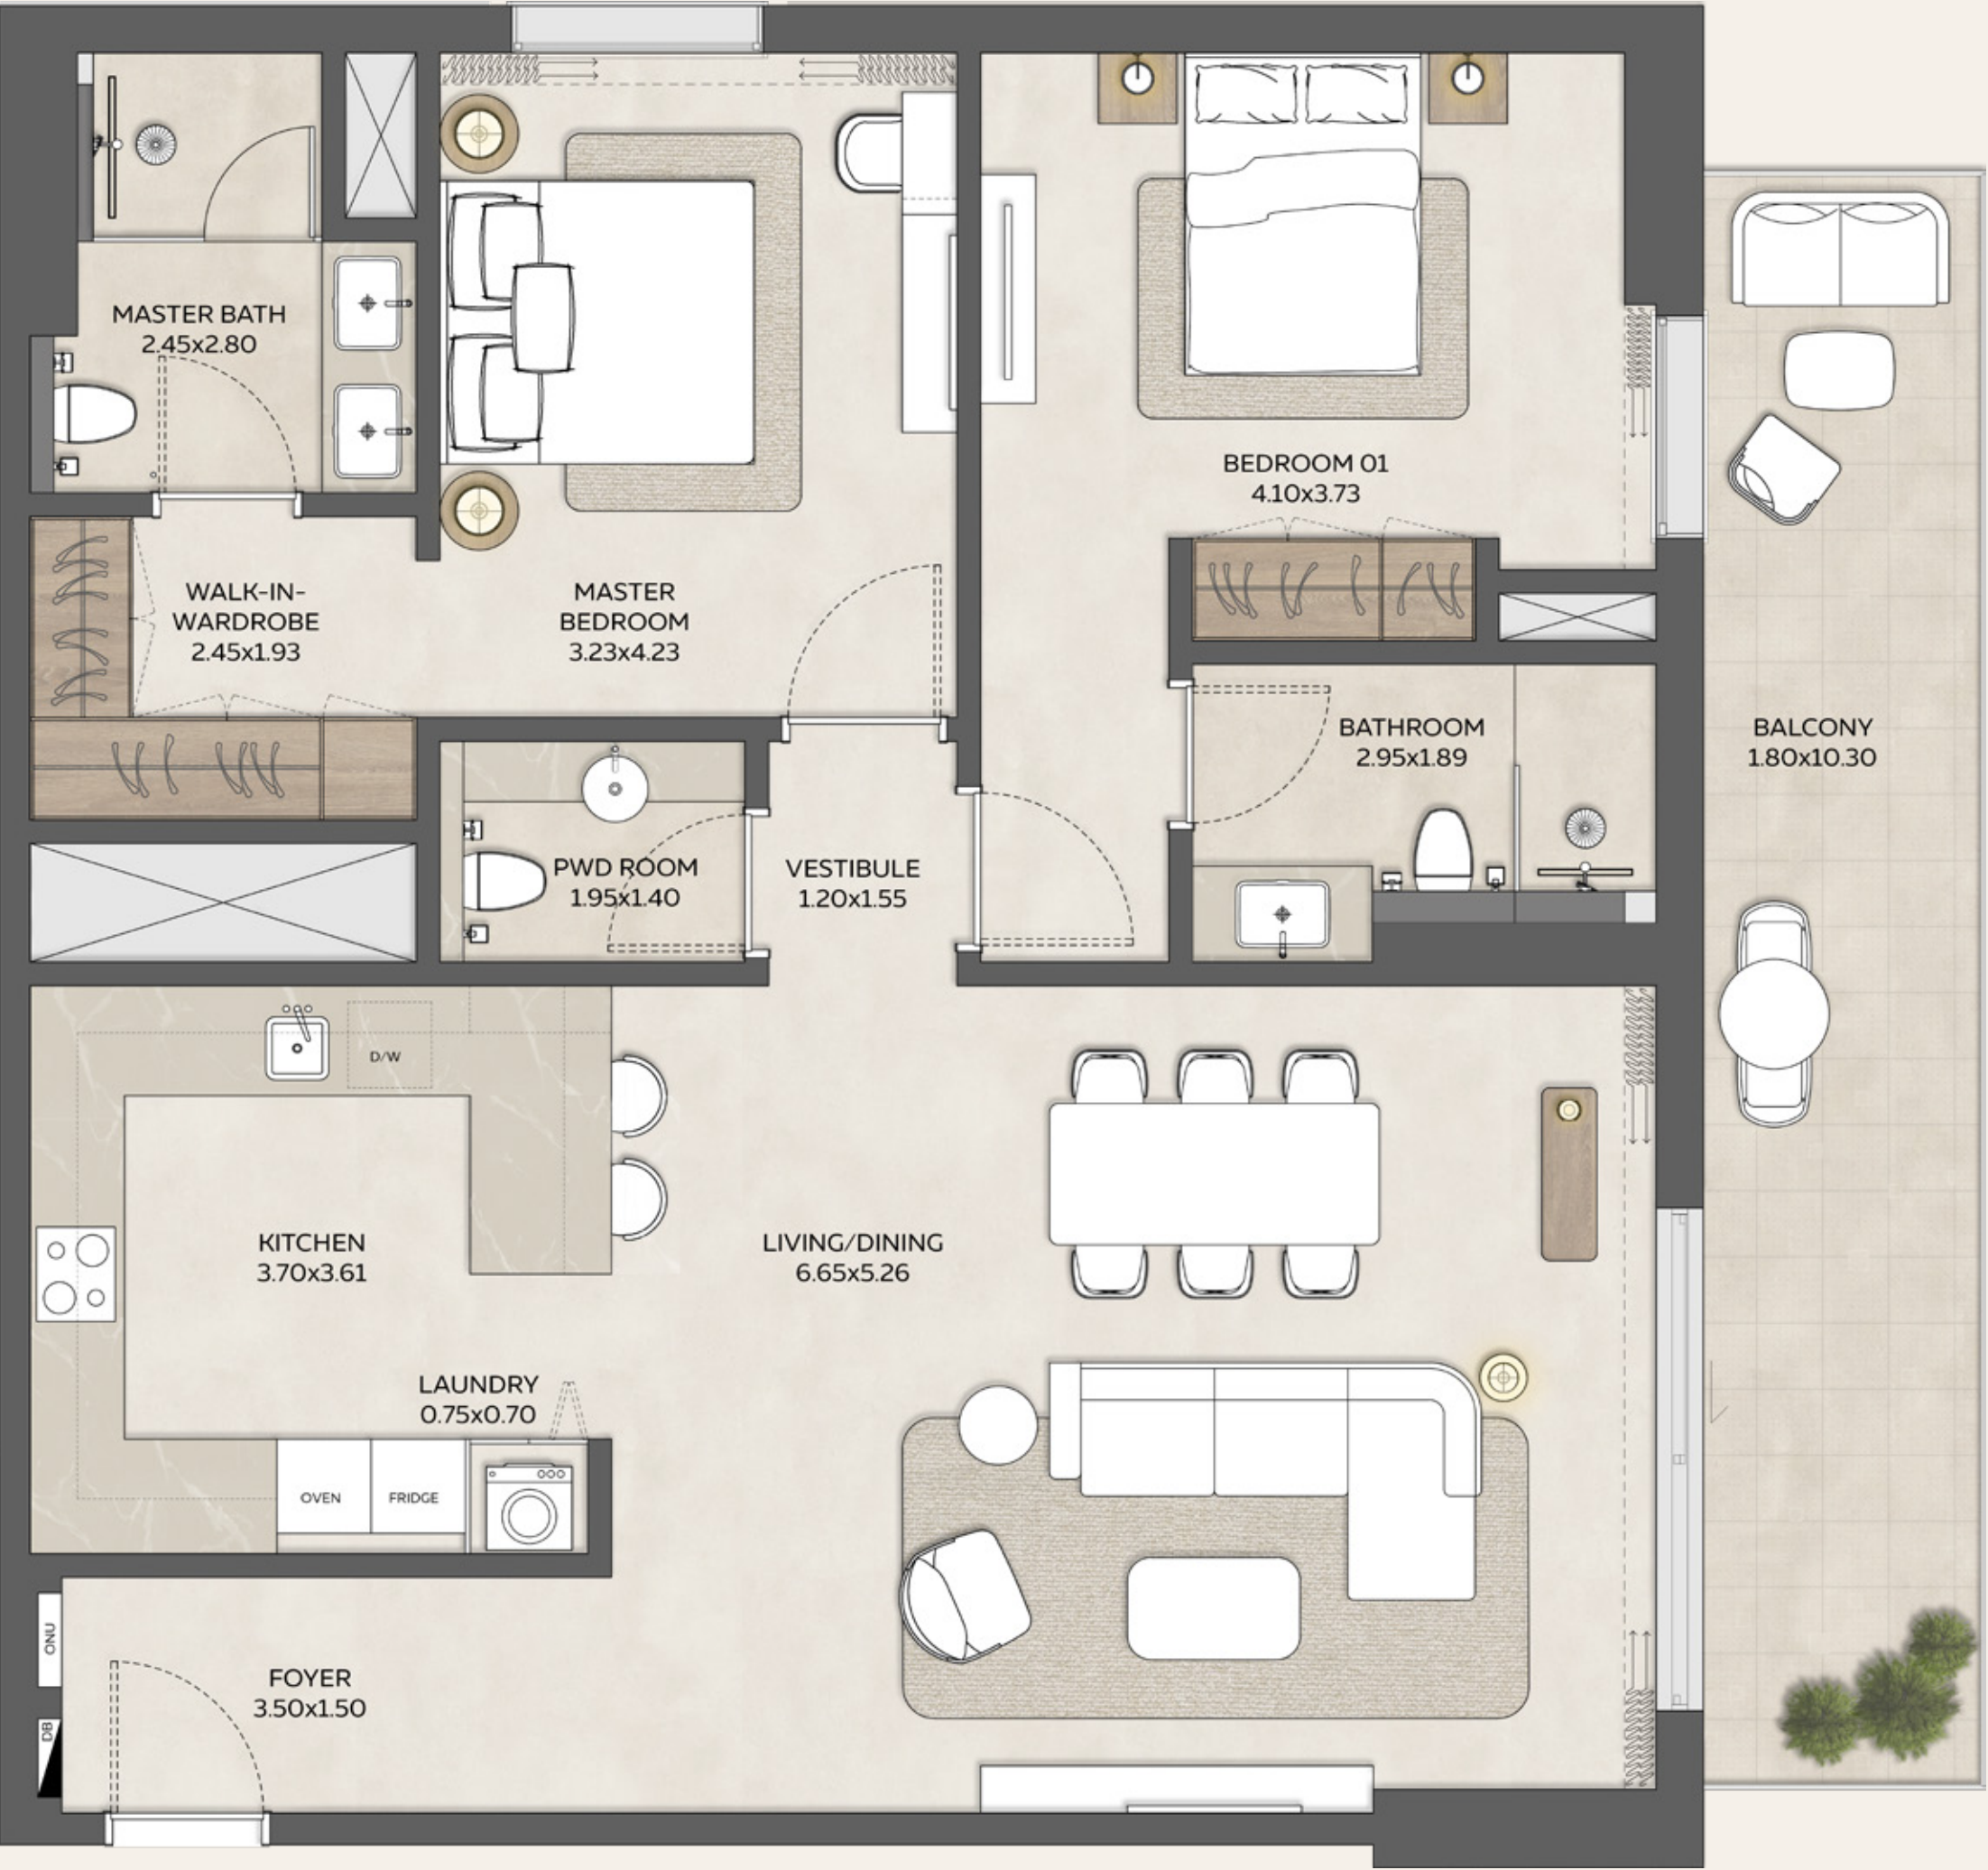 MASTER BATH
2.45x2.80
BEDROOM 01
4.10x3.73
WALK-IN-
WARDROBE
2.45x1.93
MASTER
BEDROOM
3.23x4.23
BATHROOM
2.95x1.89
BALCONY
1.80x10.30
PWD ROOM
1.95x1.40
VESTIBULE
1.20x1.55
D/W
KITCHEN
3.70x3.61
LIVING/DINING
6.65x5.26
LAUNDRY
0.75x0.70
OVEN
FRIDGE
ONU
FOYER
3.50x1.50
DB